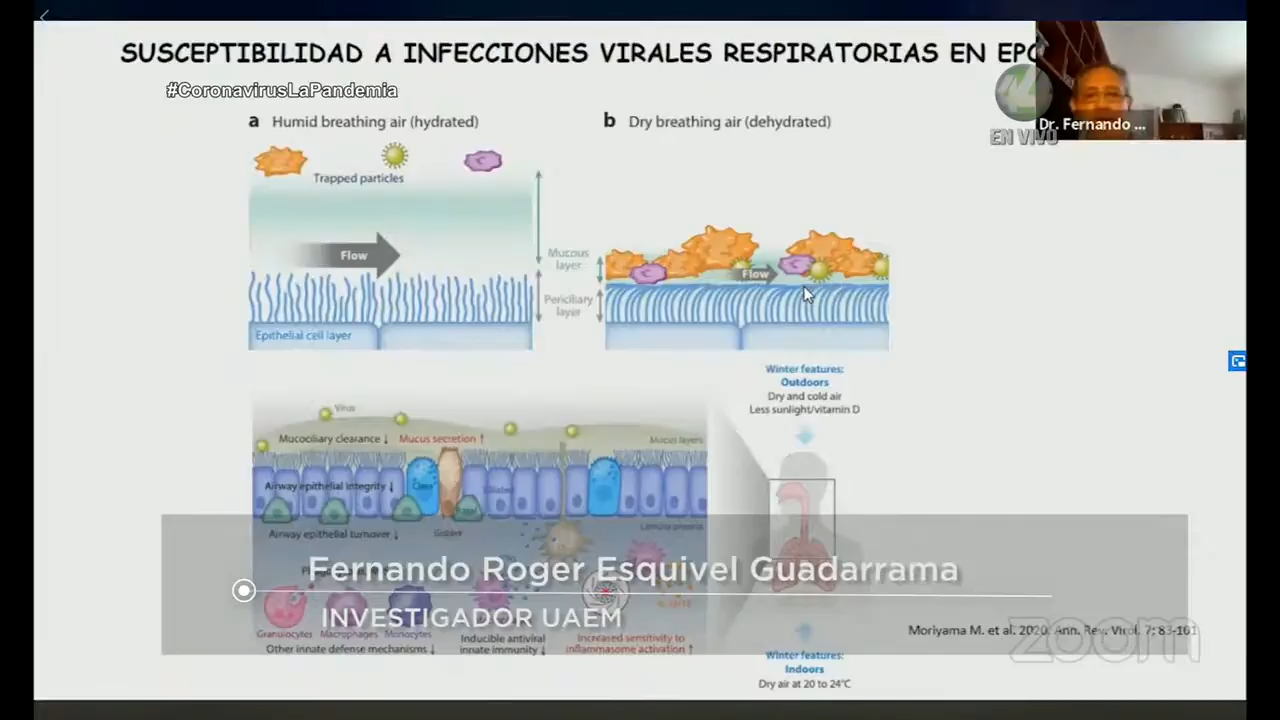 SUSCEPTIBILIDAD A INFECCIONES VIRALES RESPIRATORIAS EN EPO
#CoronavirusLaPandemia
EN VIVO
Dr. Fernando ...
a Humid breathing air (hydrated)
b Dry breathing air (dehydrated)
Trapped particles
Flow
Mucous layer
Flow
Periciliary layer
Epithelial cell layer
Winter features:
Outdoors
Dry and cold air
Less sunlight/vitamin D
Virus
Mucociliary clearance ↓ Mucus secretion ↑
Mucus layers
Airway epithelial integrity ↓
Ciliated
Goblet
Lamina propria
Airway epithelial turnover ↓
Fernando Roger Esquivel Guadarrama
INVESTIGADOR UAEM
Granulocytes Macrophages Monocytes
Other innate defense mechanisms ↓
Inducible antiviral
innate immunity ↓
Increased sensitivity to
inflammasome activation ↑
Moriyama M. et al. 2020. Ann. Rev. Virol. 7; 83-101
zoom
Winter features:
Indoors
Dry air at 20 to 24°C